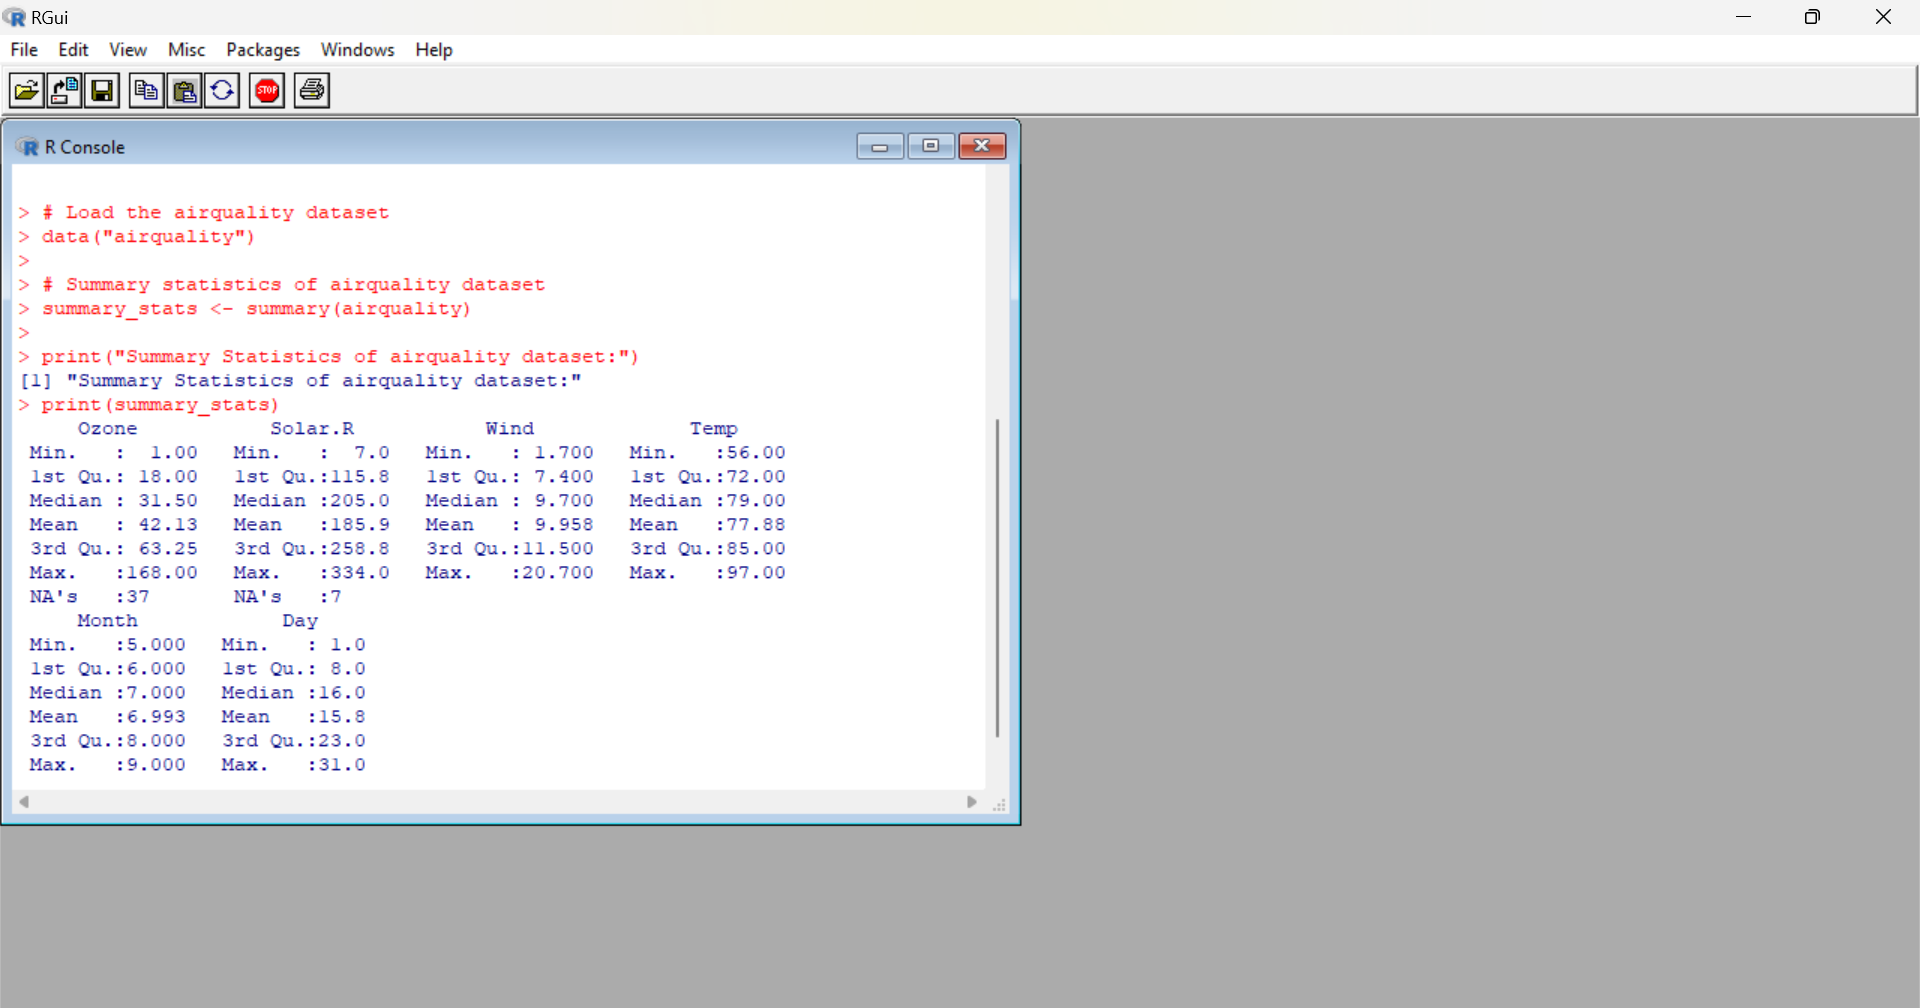 RGui
File Edit View Misc Packages Windows Help
STOP
R Console
> # Load the airquality dataset
> data("airquality")
>
> # Summary statistics of airquality dataset
> summary_stats <- summary(airquality)
>
> print("Summary Statistics of airquality dataset:")
[1] "Summary Statistics of airquality dataset:"
> print(summary_stats)
     Ozone           Solar.R           Wind             Temp
 Min.   :  1.00   Min.   :  7.0   Min.   : 1.700   Min.   :56.00
 1st Qu.: 18.00   1st Qu.:115.8   1st Qu.: 7.400   1st Qu.:72.00
 Median : 31.50   Median :205.0   Median : 9.700   Median :79.00
 Mean   : 42.13   Mean   :185.9   Mean   : 9.958   Mean   :77.88
 3rd Qu.: 63.25   3rd Qu.:258.8   3rd Qu.:11.500   3rd Qu.:85.00
 Max.   :168.00   Max.   :334.0   Max.   :20.700   Max.   :97.00
 NA's   :37       NA's   :7
     Month            Day
 Min.   :5.000   Min.   : 1.0
 1st Qu.:6.000   1st Qu.: 8.0
 Median :7.000   Median :16.0
 Mean   :6.993   Mean   :15.8
 3rd Qu.:8.000   3rd Qu.:23.0
 Max.   :9.000   Max.   :31.0